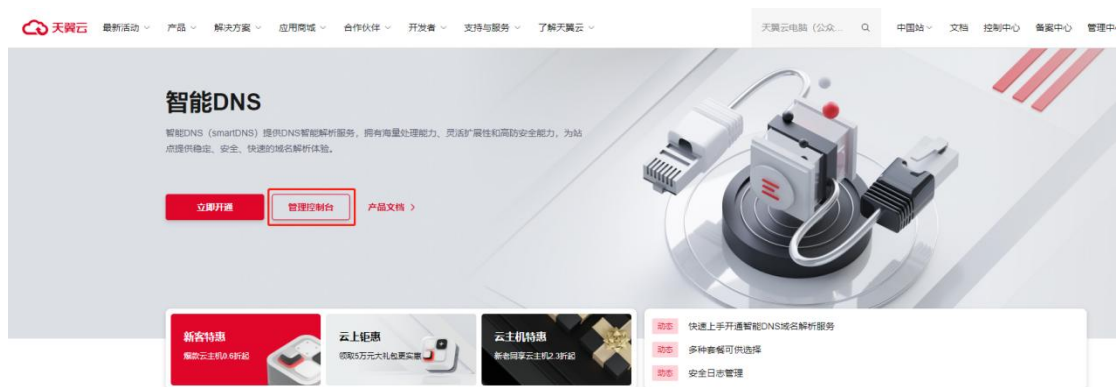 天翼云 最新活动 产品 解决方案 应用商城 合作伙伴 开发者 支持与服务 了解天翼云 天翼云电脑（公众... 中国站 文档 控制中心 备案中心 管理中
智能DNS
智能DNS（smartDNS）提供DNS智能解析服务，拥有海量处理能力、灵活扩展性和高防安全能力，为站
点提供稳定、安全、快速的域名解析体验。
立即开通 管理控制台 产品文档 >
新客特惠
爆款云主机0.6折起
云上钜惠
领取5万元大礼包更实惠
云主机特惠
新老同享云主机2.3折起
动态 快速上手开通智能DNS域名解析服务
动态 多种套餐可供选择
动态 安全日志管理